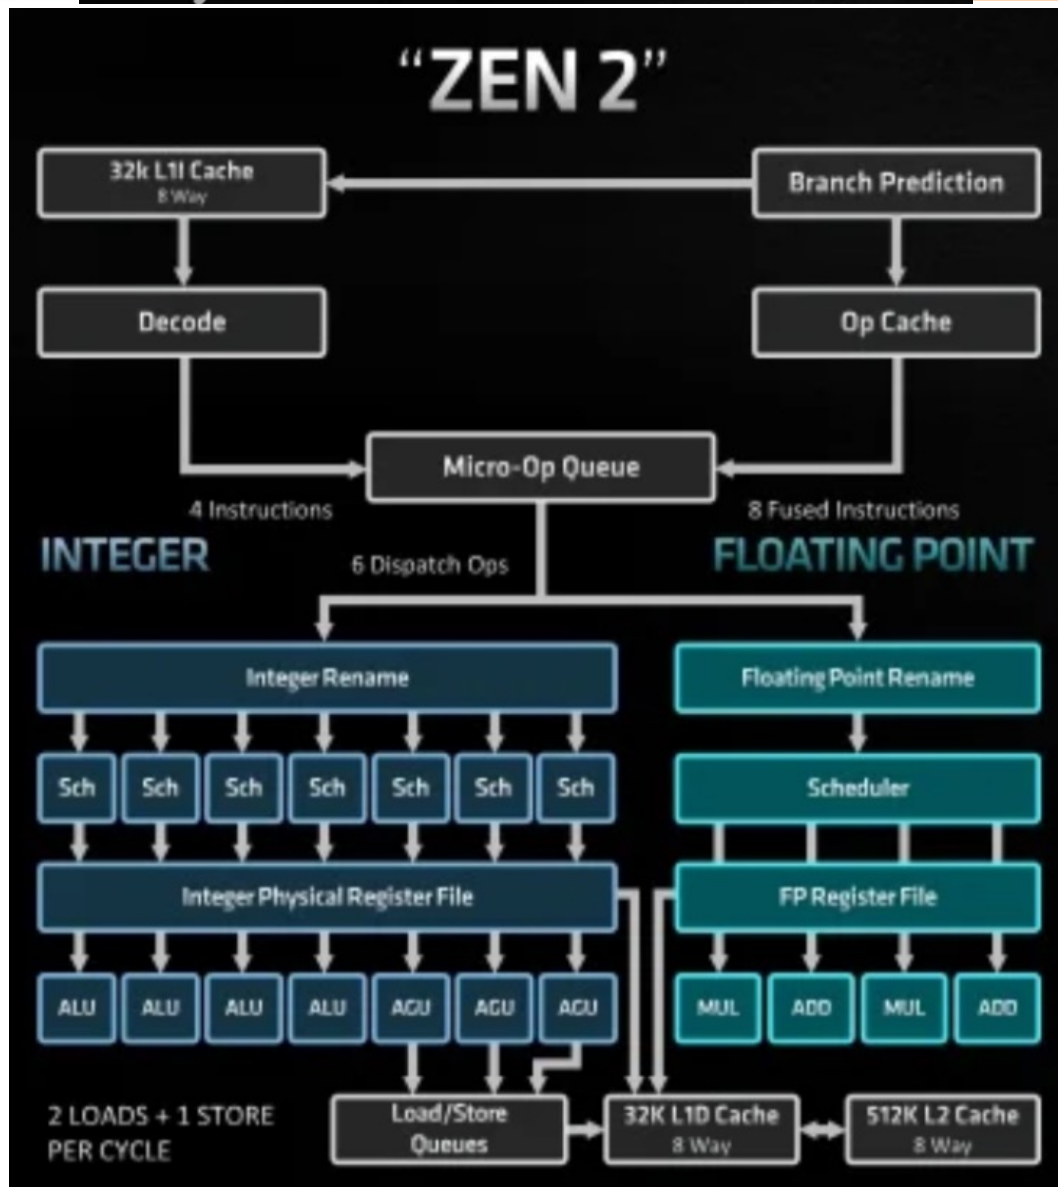 “ZEN 2”
32k L1I Cache
8 Way
Branch Prediction
Decode
Op Cache
Micro-Op Queue
4 Instructions
8 Fused Instructions
INTEGER
6 Dispatch Ops
FLOATING POINT
Integer Rename
Floating Point Rename
Sch Sch Sch Sch Sch Sch Sch
Scheduler
Integer Physical Register File
FP Register File
ALU ALU ALU ALU AGU AGU AGU
MUL ADD MUL ADD
2 LOADS + 1 STORE
PER CYCLE
Load/Store
Queues
32K L1D Cache
8 Way
512K L2 Cache
8 Way